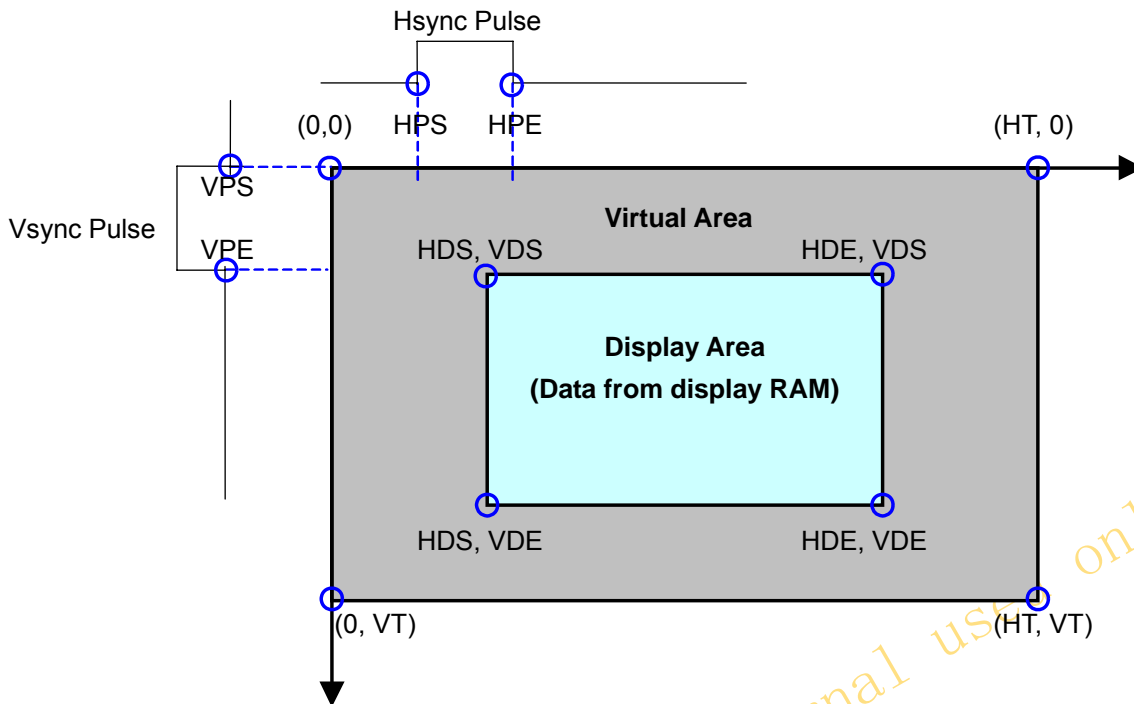 Hsync Pulse
(0,0) HPS HPE (HT, 0)
VPS
Vsync Pulse
VPE
Virtual Area
HDS, VDS HDE, VDS
Display Area
(Data from display RAM)
HDS, VDE HDE, VDE
(0, VT) (HT, VT)
use